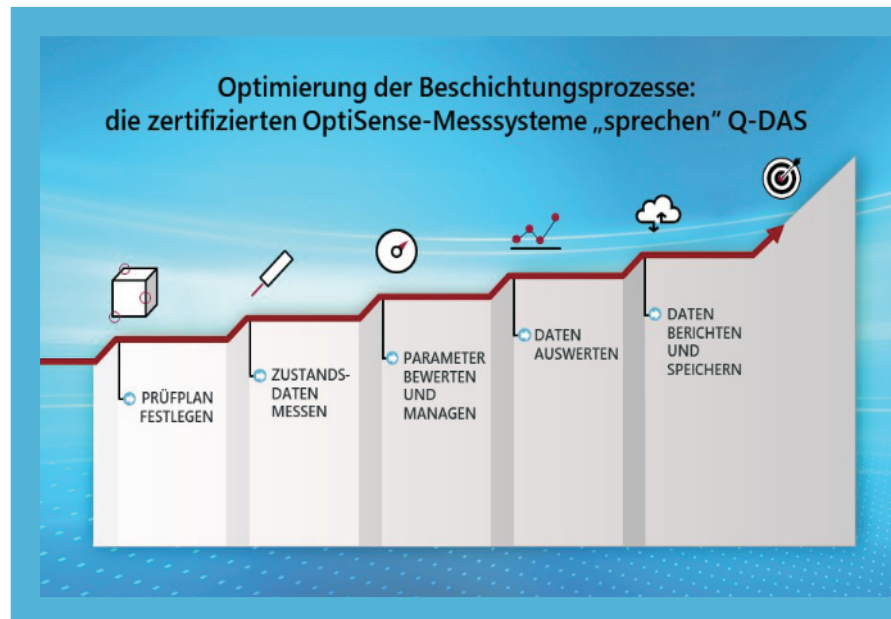 Optimierung der Beschichtungsprozesse:
die zertifizierten OptiSense-Messsysteme „sprechen“ Q-DAS
PRÜFPLAN
FESTLEGEN
ZUSTANDS-
DATEN
MESSEN
PARAMETER
BEWERTEN
UND
MANAGEN
DATEN
AUSWERTEN
DATEN
BERICHTEN
UND
SPEICHERN